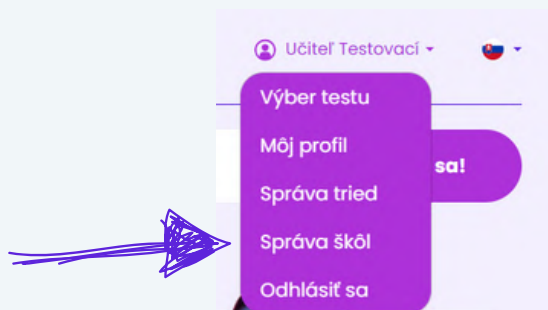 Učiteľ Testovací
Výber testu
Môj profil
sa!
Správa tried
Správa škôl
Odhlásiť sa